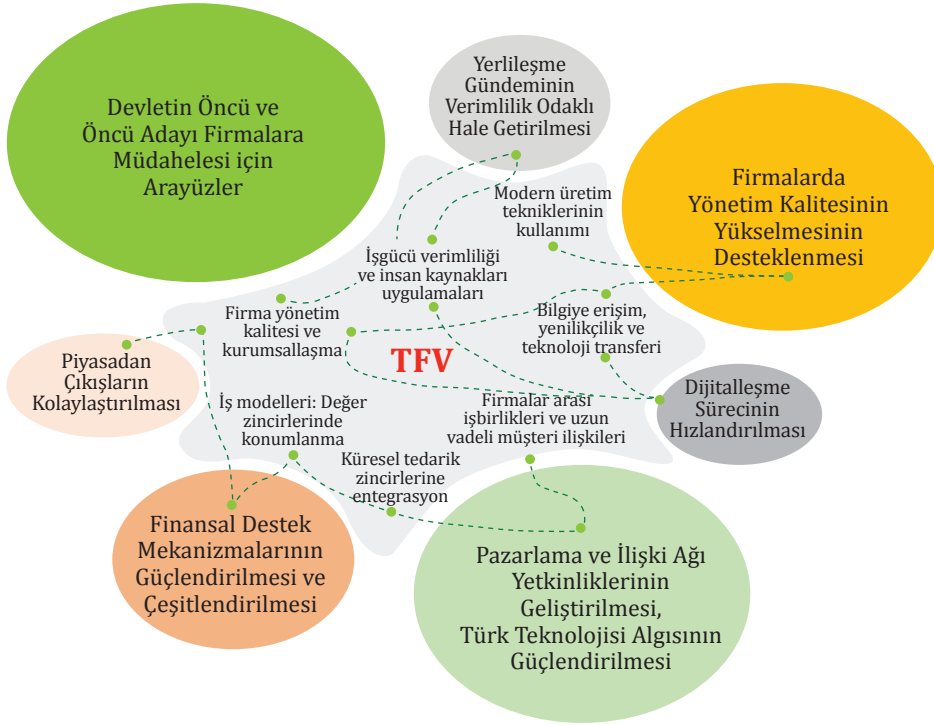 Devletin Öncü ve
Öncü Adayı Firmalara
Müdahelesi için
Arayüzler
Yerlileşme
Gündeminin
Verimlilik Odaklı
Hale Getirilmesi
Firmalarda
Yönetim Kalitesinin
Yükselmesinin
Desteklenmesi
Modern üretim
tekniklerinin
kullanımı
İşgücü verimliliği
ve insan kaynakları
uygulamaları
Firma yönetim
kalitesi ve
kurumsallaşma
Bilgiye erişim,
yenilikçilik ve
teknoloji transferi
TFV
Piyasadan
Çıkışların
Kolaylaştırılması
İş modelleri: Değer
zincirlerinde
konumlanma
Firmalar arası
işbirlikleri ve uzun
vadeli müşteri ilişkileri
Dijitalleşme
Sürecinin
Hızlandırılması
Küresel tedarik
zincirlerine
entegrasyon
Finansal Destek
Mekanizmalarının
Güçlendirilmesi ve
Çeşitlendirilmesi
Pazarlama ve İlişki Ağı
Yetkinliklerinin
Geliştirilmesi,
Türk Teknolojisi Algısının
Güçlendirilmesi